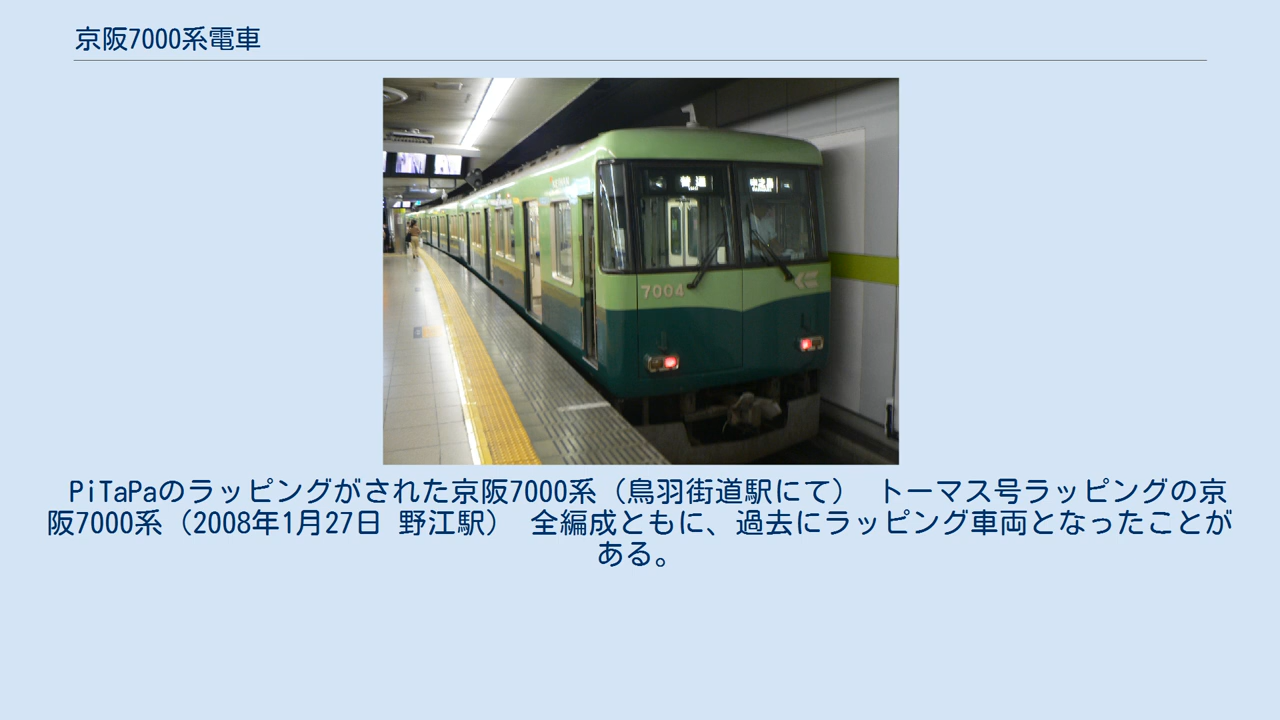 京阪7000系電車
普通
中之島
7004
PiTaPaのラッピングがされた京阪7000系（鳥羽街道駅にて） トーマス号ラッピングの京
阪7000系（2008年1月27日 野江駅） 全編成ともに、過去にラッピング車両となったことが
ある。